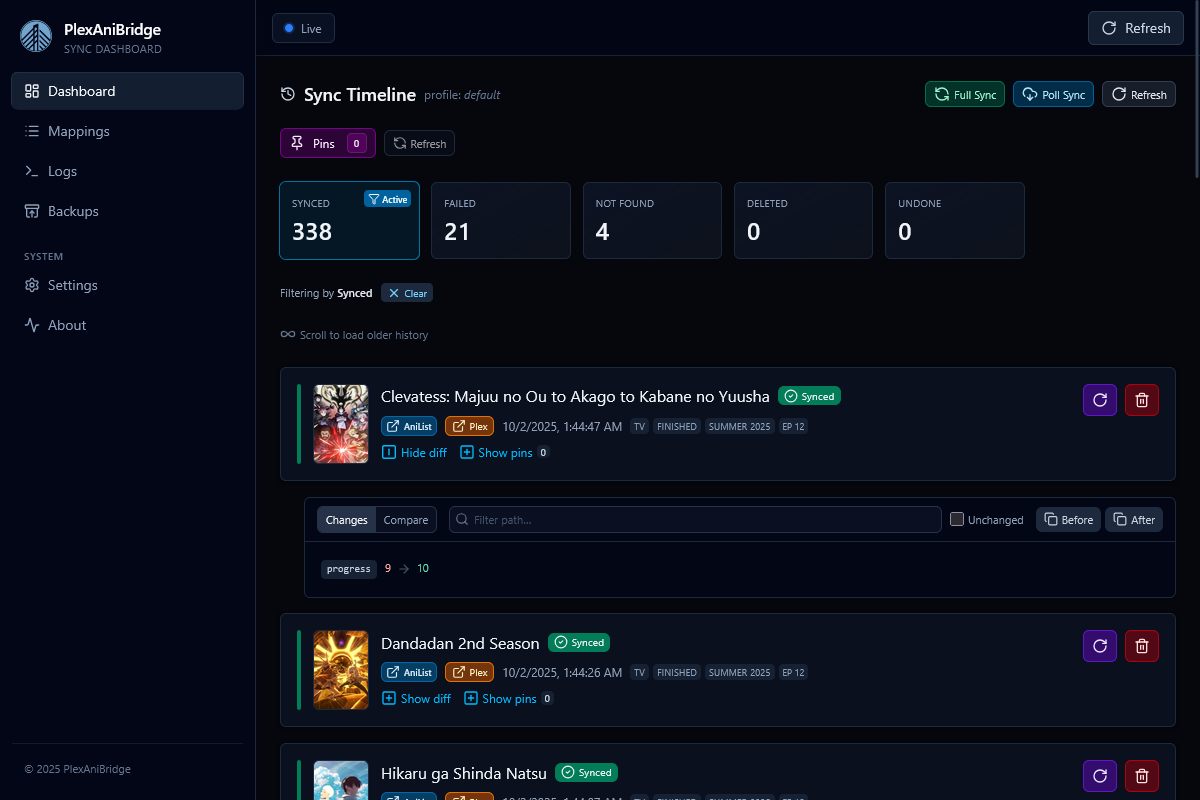 PlexAniBridge
SYNC DASHBOARD
Dashboard
Mappings
Logs
Backups
SYSTEM
Settings
About
© 2025 PlexAniBridge
Live
Refresh
Sync Timeline profile: default
Full Sync Poll Sync Refresh
Pins 0 Refresh
SYNCED Active
338
FAILED
21
NOT FOUND
4
DELETED
0
UNDONE
0
Filtering by Synced Clear
Scroll to load older history
Clevatess: Majuu no Ou to Akago to Kabane no Yuusha Synced
AniList Plex 10/2/2025, 1:44:47 AM TV FINISHED SUMMER 2025 EP 12
Hide diff Show pins 0
Changes Compare Filter path... Unchanged Before After
progress 9 → 10
Dandadan 2nd Season Synced
AniList Plex 10/2/2025, 1:44:26 AM TV FINISHED SUMMER 2025 EP 12
Show diff Show pins 0
Hikaru ga Shinda Natsu Synced